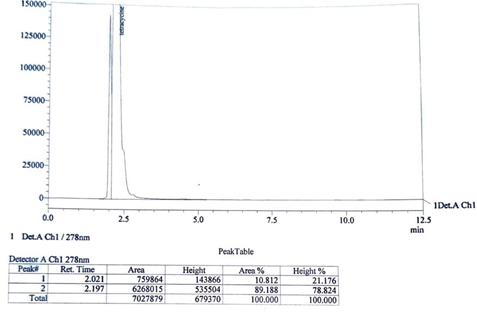 150000
tetracycine
125000
100000
75000
50000
25000
0
0.0 2.5 5.0 7.5 10.0 12.5
min
1Det.A Ch1
1 Det.A Ch1 / 278nm
PeakTable
Detector A Ch1 278nm
Peak# Ret. Time Area Height Area % Height %
1 2.021 759864 143866 10.812 21.176
2 2.197 6268015 535504 89.188 78.824
Total 7027879 679370 100.000 100.000